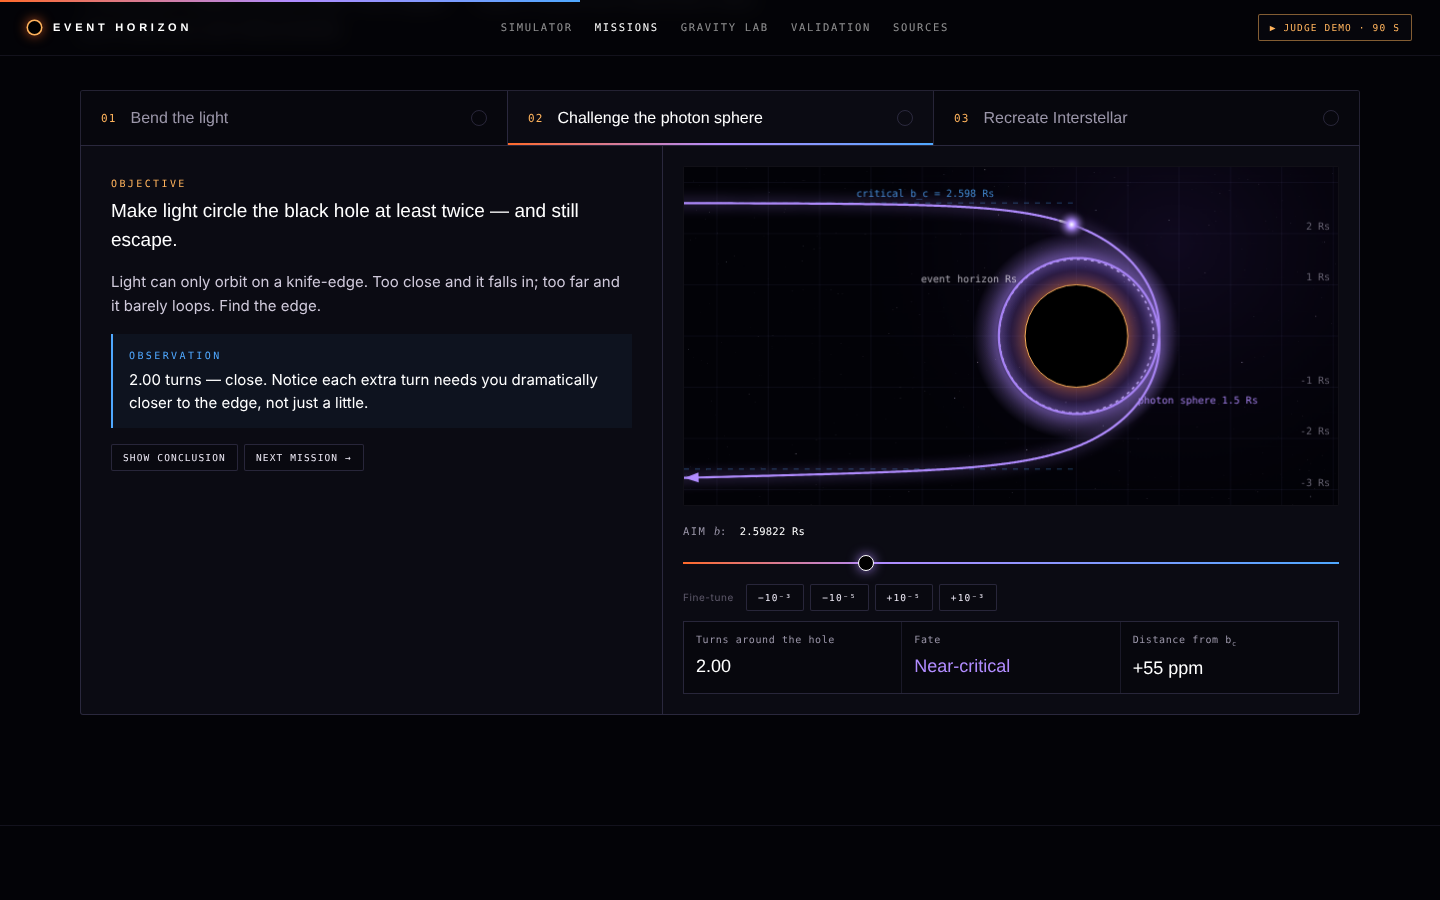 EVENT HORIZON
SIMULATOR MISSIONS GRAVITY LAB VALIDATION SOURCES
▶ JUDGE DEMO · 90 S
01 Bend the light
02 Challenge the photon sphere
03 Recreate Interstellar
OBJECTIVE
Make light circle the black hole at least twice — and still
escape.
Light can only orbit on a knife-edge. Too close and it falls in; too far and
it barely loops. Find the edge.
OBSERVATION
2.00 turns — close. Notice each extra turn needs you dramatically
closer to the edge, not just a little.
SHOW CONCLUSION
NEXT MISSION →
critical b_c = 2.598 Rs
2 Rs
event horizon Rs
1 Rs
-1 Rs
photon sphere 1.5 Rs
-2 Rs
-3 Rs
AIM b: 2.59822 Rs
Fine-tune −10⁻³ −10⁻⁵ +10⁻⁵ +10⁻³
Turns around the hole
2.00
Fate
Near-critical
Distance from bc
+55 ppm